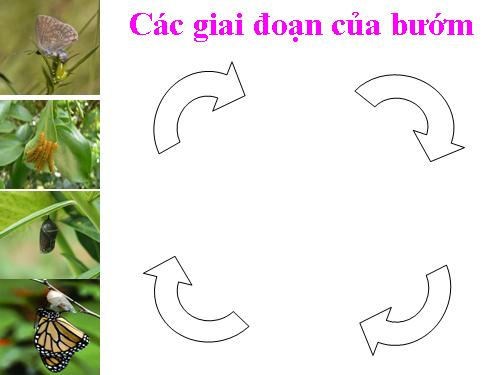 Các giai đoạn của bướm